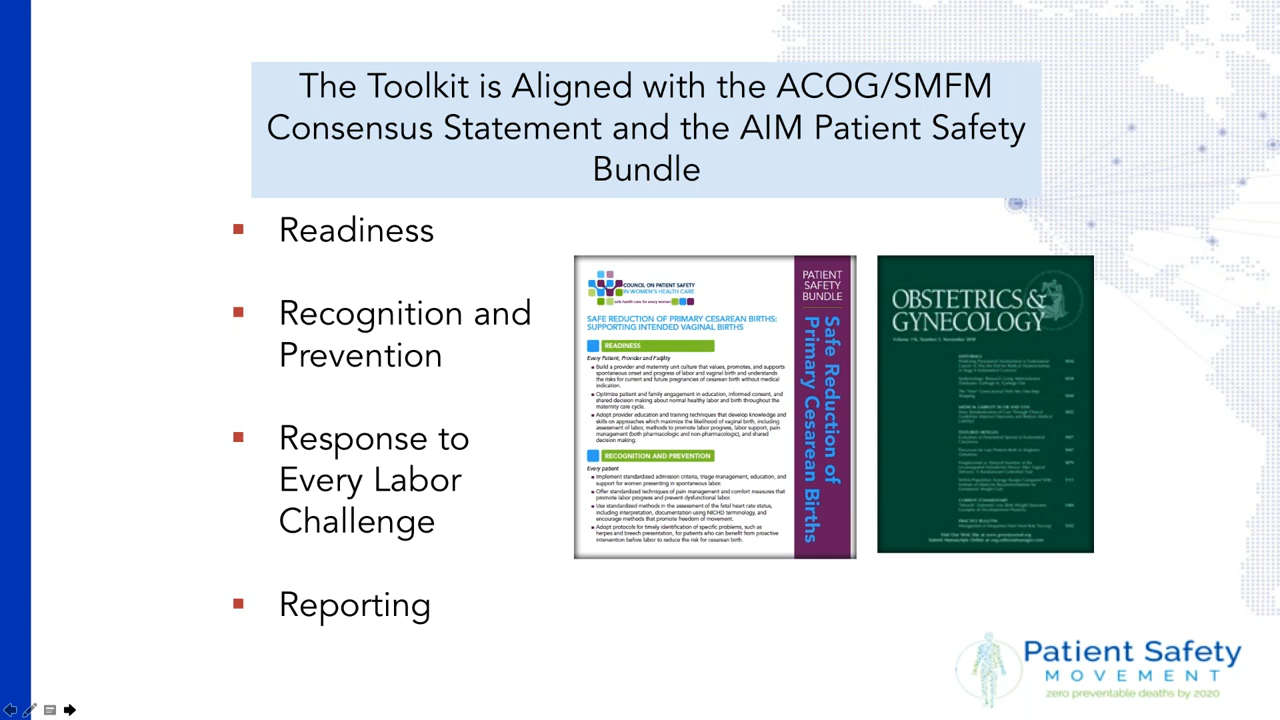 The Toolkit is Aligned with the ACOG/SMFM
Consensus Statement and the AIM Patient Safety
Bundle
Readiness
Recognition and
Prevention
Response to
Every Labor
Challenge
Reporting
COUNCIL ON PATIENT SAFETY
IN WOMEN'S HEALTH CARE
safe health care for every woman
SAFE REDUCTION OF PRIMARY CESAREAN BIRTHS:
SUPPORTING INTENDED VAGINAL BIRTHS
READINESS
Every Patient, Provider and Facility
Build a provider and maternity unit culture that values, promotes, and supports
spontaneous onset and progress of labor and vaginal birth and understands
the risks for current and future pregnancies of cesarean birth without medical
indication.
Optimize patient and family engagement in education, informed consent, and
shared decision making about normal healthy labor and birth throughout the
maternity care cycle.
Adopt provider education and training techniques that develop knowledge and
skills on approaches which maximize the likelihood of vaginal birth, including
assessment of labor, methods to promote labor progress, labor support, pain
management (both pharmacologic and non-pharmacologic), and shared
decision making.
RECOGNITION AND PREVENTION
Every patient
Implement standardized admission criteria, triage management, education, and
support for women presenting in spontaneous labor.
Offer standardized techniques of pain management and comfort measures that
promote labor progress and prevent dysfunctional labor.
Use standardized methods in the assessment of the fetal heart rate status,
including interpretation, documentation using NICHD terminology, and
encourage methods that promote freedom of movement.
Adopt protocols for timely identification of specific problems, such as
herpes and breech presentation, for patients who can benefit from proactive
intervention before labor to reduce the risk for cesarean birth.
PATIENT
SAFETY
BUNDLE
Safe Reduction of
Primary Cesarean Births
OBSTETRICS &
GYNECOLOGY
Patient Safety
MOVEMENT
zero preventable deaths by 2020